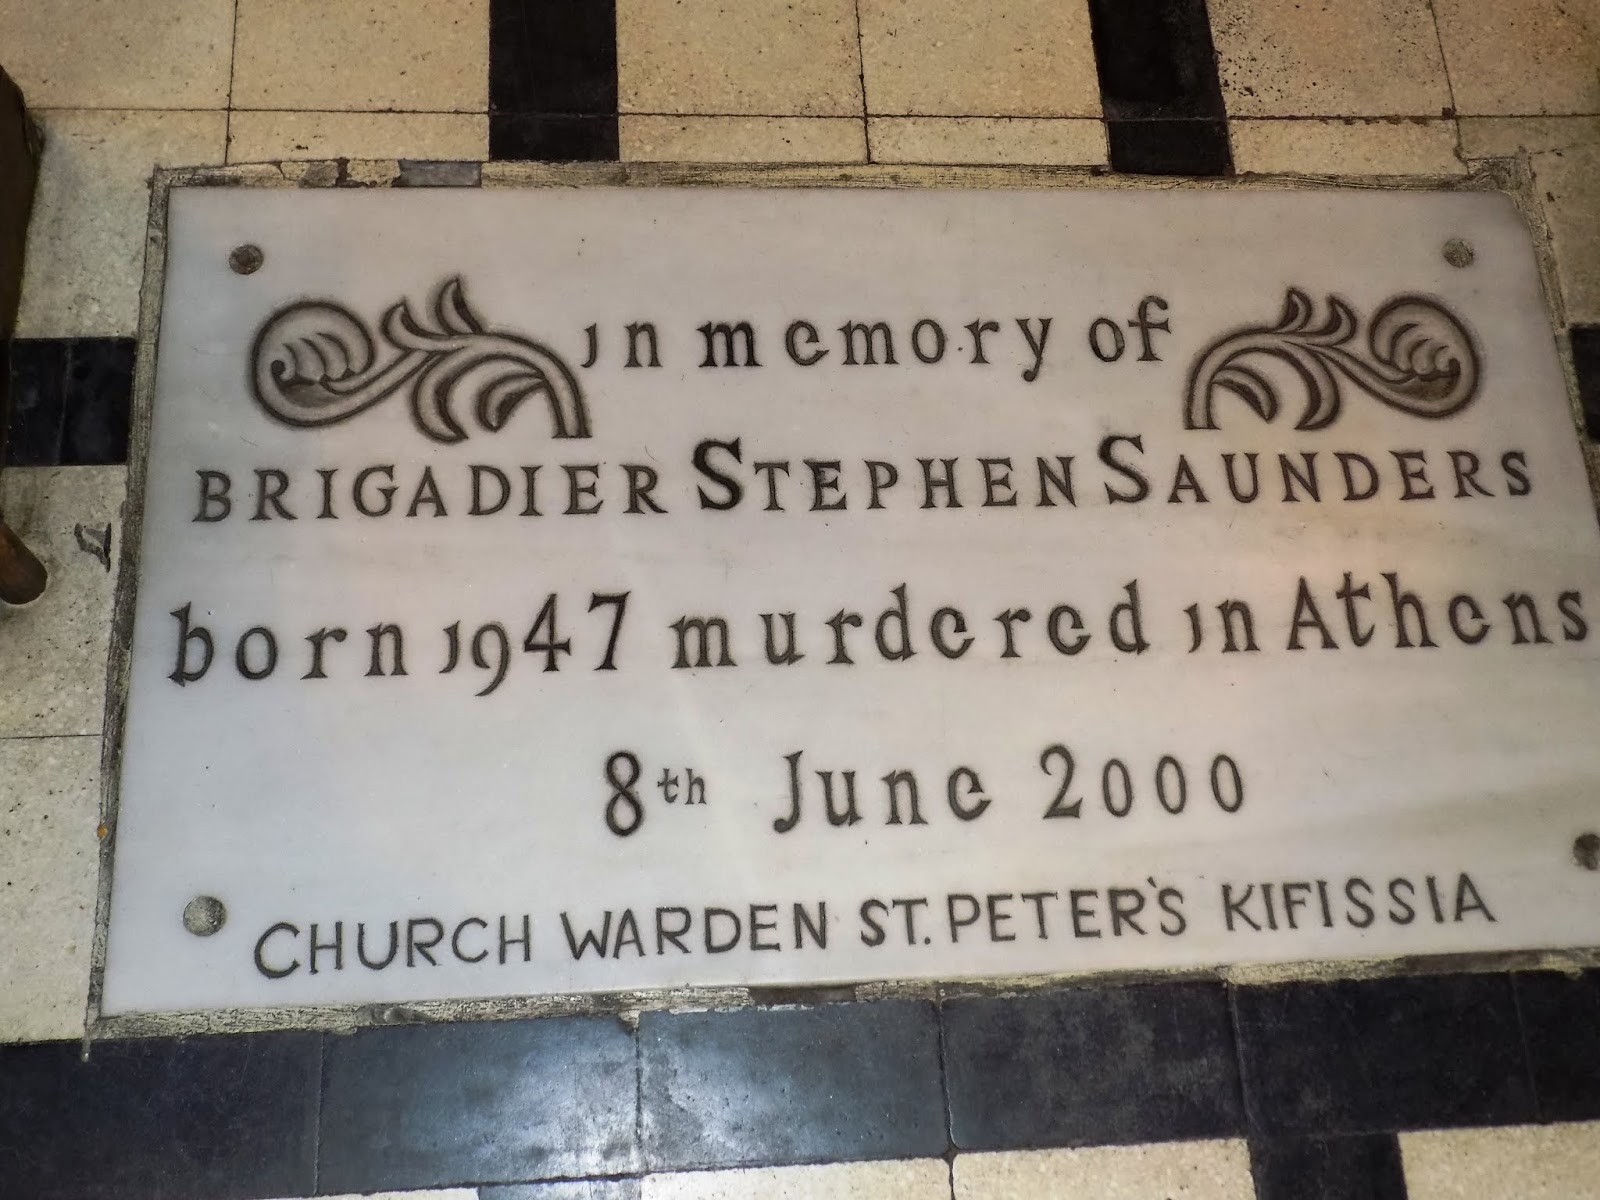 in memory of
BRIGADIER STEPHEN SAUNDERS
born 1947 murdered in Athens
8th June 2000
CHURCH WARDEN ST. PETER'S KIFISSIA